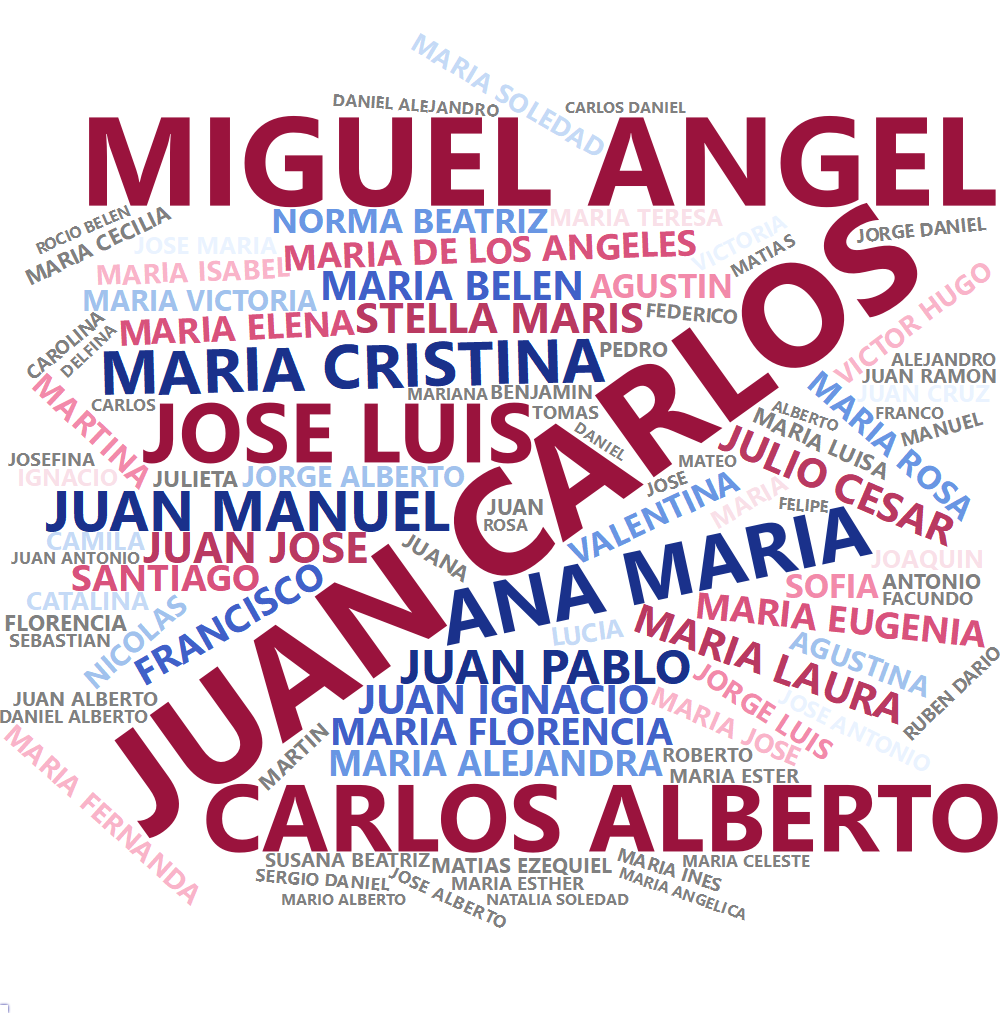 MARIA SOLEDAD
DANIEL ALEJANDRO
CARLOS DANIEL
MIGUEL ANGEL
ROCIO BELEN
MARIA CECILIA
NORMA BEATRIZ
MARIA TERESA
VICTORIA
JORGE DANIEL
JOSE MARIA
MARIA DE LOS ANGELES
MATIAS
MARIA ISABEL
MARIA BELEN
AGUSTIN
VICTOR HUGO
MARIA VICTORIA
MARIA ELENA
STELLA MARIS
FEDERICO
CAROLINA
DELFINA
MARIA CRISTINA
PEDRO
ALEJANDRO
JUAN RAMON
JUAN CARLOS
MARTINA
CARLOS
MARIANA
BENJAMIN
JUAN CRUZ
JOSE LUIS
TOMAS
DANIEL
ALBERTO
MARIA LUISA
FRANCO
MANUEL
MARIA ROSA
JOSEFINA
IGNACIO
JULIETA
JORGE ALBERTO
MATEO
JOSE
JULIO CESAR
JUAN MANUEL
JUAN
ROSA
VALENTINA
MARIA
FELIPE
CAMILA
JUAN ANTONIO
JUAN JOSE
JUANA
ANA MARIA
JOAQUIN
SANTIAGO
SOFIA
ANTONIO
FACUNDO
CATALINA
FLORENCIA
SEBASTIAN
NICOLAS
FRANCISCO
LUCIA
MARIA EUGENIA
MARIA LAURA
AGUSTINA
JUAN PABLO
RUBEN DARIO
JUAN ALBERTO
DANIEL ALBERTO
JUAN IGNACIO
MARIA JOSE
JORGE LUIS
JOSE ANTONIO
MARIA FLORENCIA
MARTIN
MARIA ALEJANDRA
ROBERTO
MARIA ESTER
MARIA FERNANDA
CARLOS ALBERTO
SUSANA BEATRIZ
MATIAS EZEQUIEL
MARIA INES
MARIA CELESTE
SERGIO DANIEL
JOSE ALBERTO
MARIA ESTHER
MARIA ANGELICA
MARIO ALBERTO
NATALIA SOLEDAD